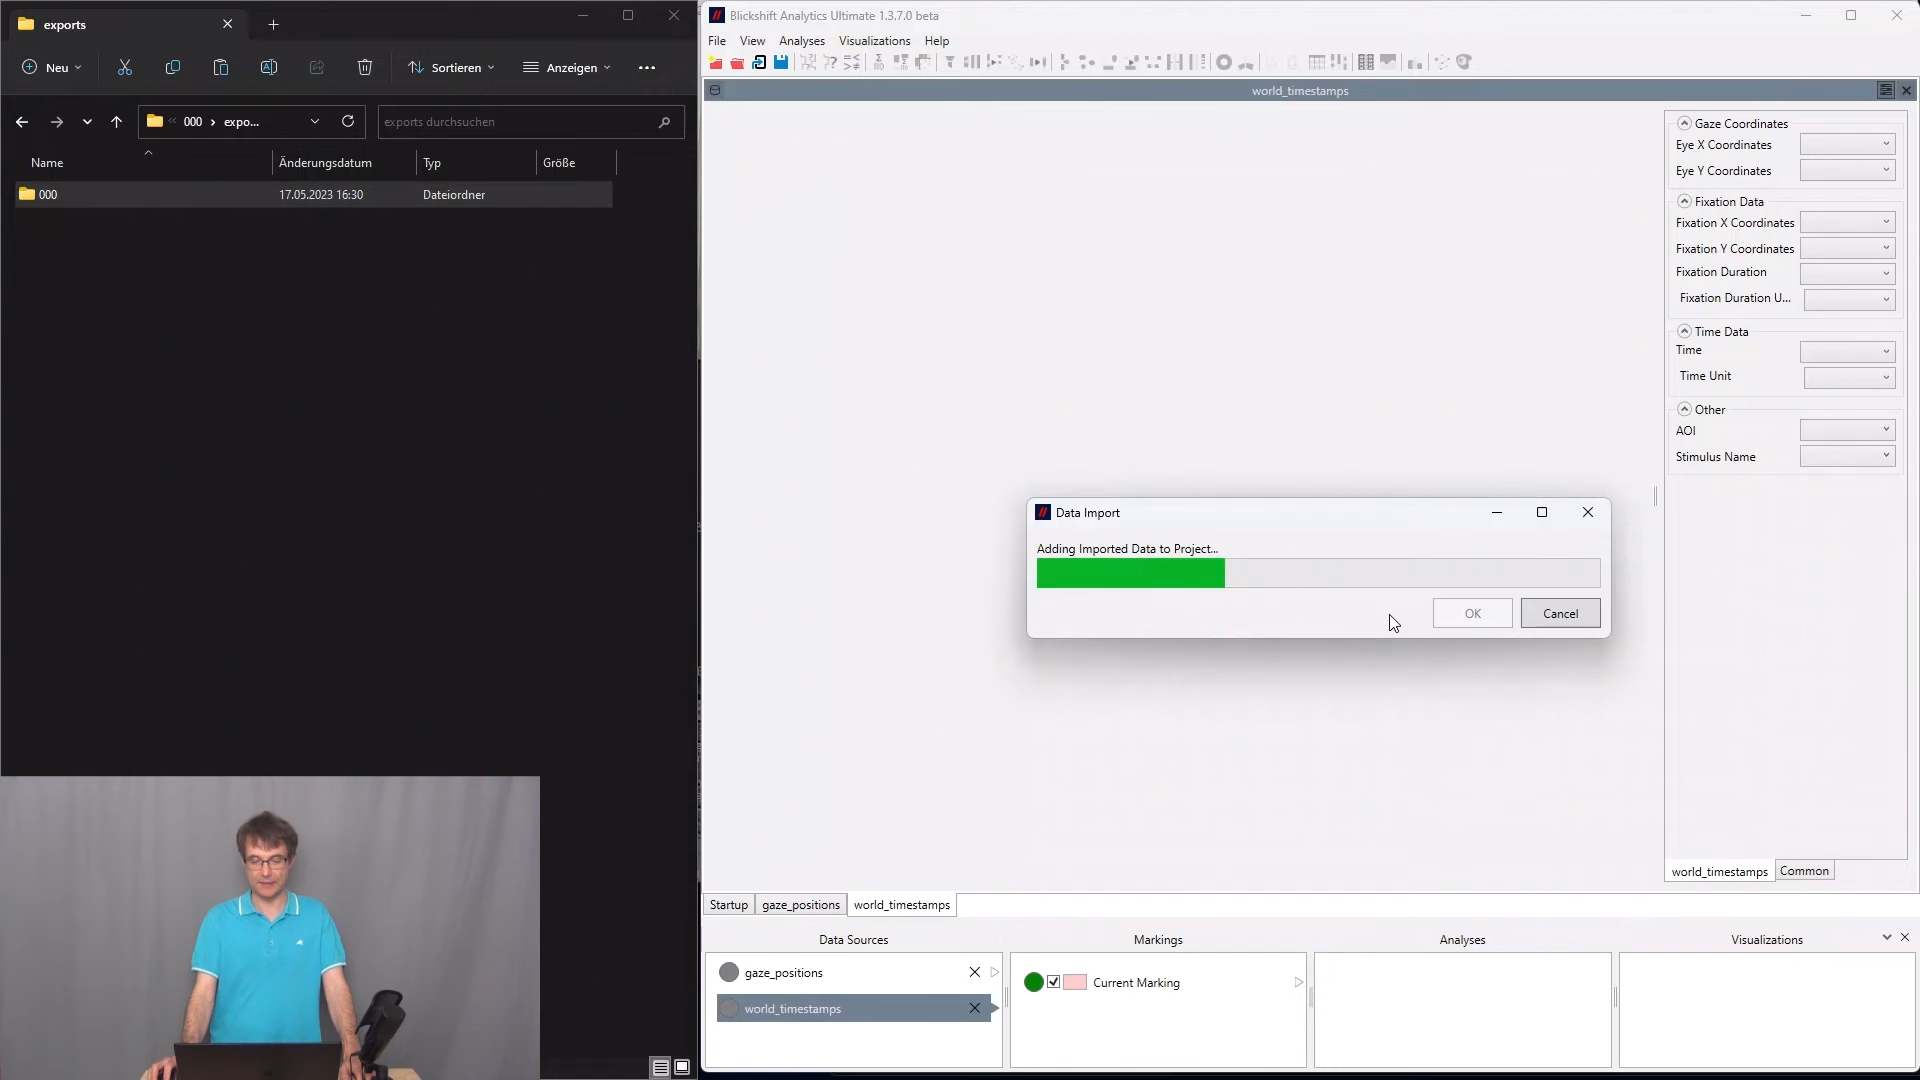 exports
Neu
Sortieren
Anzeigen
000
expo...
exports durchsuchen
Name
Änderungsdatum
Typ
Größe
000
17.05.2023 16:30
Dateiordner
Blickshift Analytics Ultimate 1.3.7.0 beta
File
View
Analyses
Visualizations
Help
world_timestamps
Gaze Coordinates
Eye X Coordinates
Eye Y Coordinates
Fixation Data
Fixation X Coordinates
Fixation Y Coordinates
Fixation Duration
Fixation Duration U...
Time Data
Time
Time Unit
Other
AOI
Stimulus Name
Data Import
Adding Imported Data to Project...
OK
Cancel
world_timestamps
Common
Startup
gaze_positions
world_timestamps
Data Sources
Markings
Analyses
Visualizations
gaze_positions
world_timestamps
Current Marking